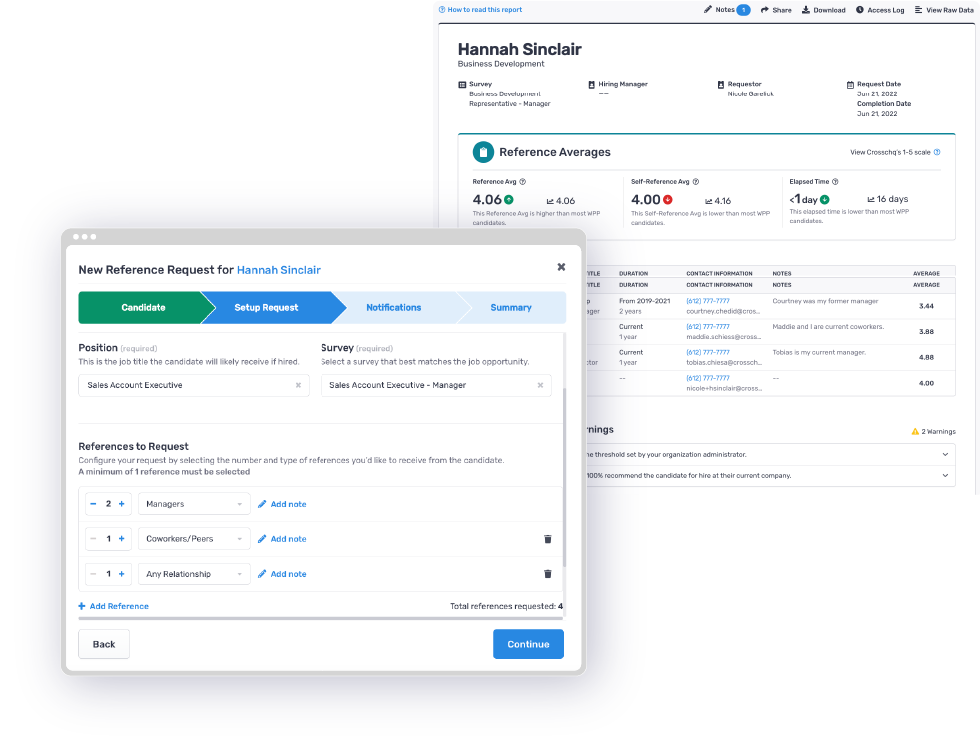 How to read this report
Notes 1 Share Download Access Log View Raw Data
Hannah Sinclair
Business Development
Survey
Business Development
Representative - Manager
Hiring Manager
––
Requestor
Nicole Garelick
Request Date
Jun 21, 2022
Completion Date
Jun 21, 2022
Reference Averages
View Crosschq's 1-5 scale
Reference Avg
4.06 4.06
This Reference Avg is higher than most WPP
candidates.
Self-Reference Avg
4.00 4.16
This Self-Reference Avg is lower than most WPP
candidates.
Elapsed Time
<1 day 16 days
This elapsed time is lower than most WPP
candidates.
TITLE DURATION CONTACT INFORMATION NOTES AVERAGE
TITLE DURATION CONTACT INFORMATION NOTES AVERAGE
p From 2019-2021 (612) 777-7777 Courtney was my former manager 3.44
ager 2 years courtney.chedid@cros...
Current (612) 777-7777 Maddie and I are current coworkers. 3.88
1 year maddie.schiess@cross...
Current (612) 777-7777 Tobias is my current manager. 4.88
ctor 1 year tobias.chiesa@crossch...
-- (612) 777-7777 -- 4.00
nicole+hsinclair@cross...
rnings 2 Warnings
he threshold set by your organization administrator.
100% recommend the candidate for hire at their current company.
New Reference Request for Hannah Sinclair
Candidate Setup Request Notifications Summary
Position (required)
This is the job title the candidate will likely receive if hired.
Sales Account Executive
Survey (required)
Select a survey that best matches the job opportunity.
Sales Account Executive - Manager
References to Request
Configure your request by selecting the number and type of references you'd like to receive from the candidate.
A minimum of 1 reference must be selected
− 2 + Managers Add note
− 1 + Coworkers/Peers Add note
− 1 + Any Relationship Add note
+ Add Reference Total references requested: 4
Back Continue